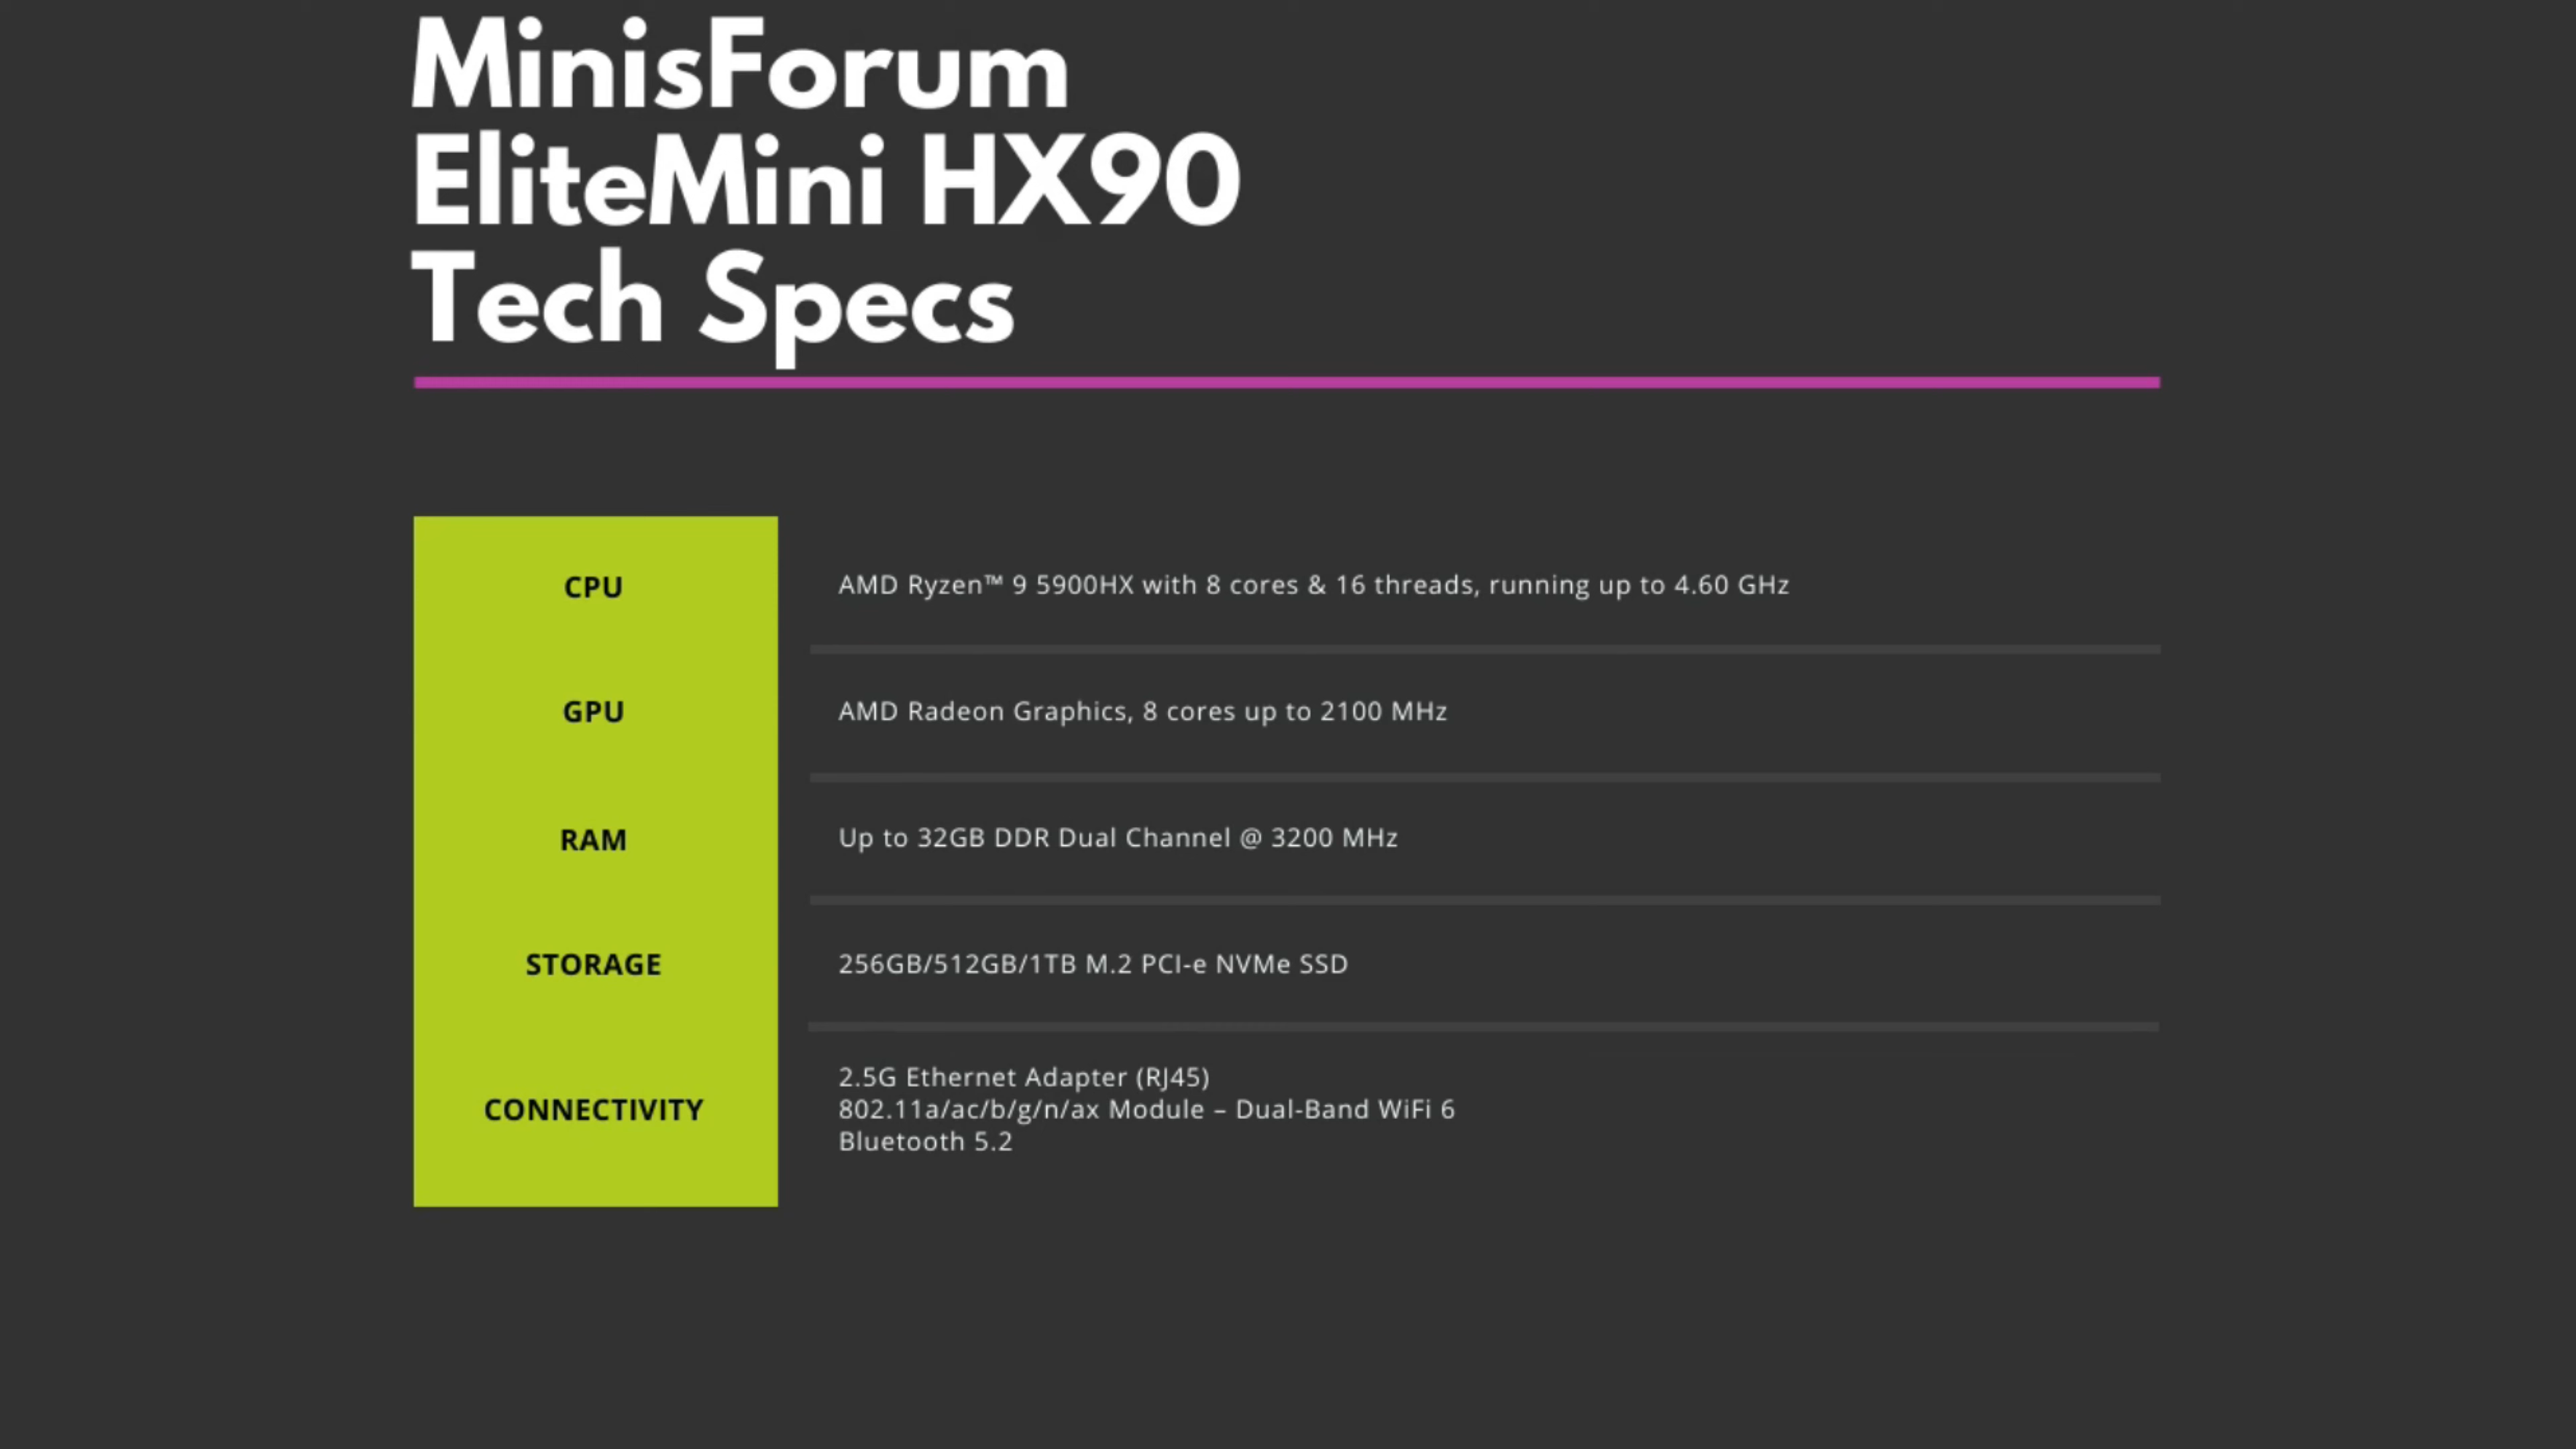 MinisForum
EliteMini HX90
Tech Specs
CPU
AMD Ryzen™ 9 5900HX with 8 cores & 16 threads, running up to 4.60 GHz
GPU
AMD Radeon Graphics, 8 cores up to 2100 MHz
RAM
Up to 32GB DDR Dual Channel @ 3200 MHz
STORAGE
256GB/512GB/1TB M.2 PCI-e NVMe SSD
CONNECTIVITY
2.5G Ethernet Adapter (RJ45)
802.11a/ac/b/g/n/ax Module – Dual-Band WiFi 6
Bluetooth 5.2